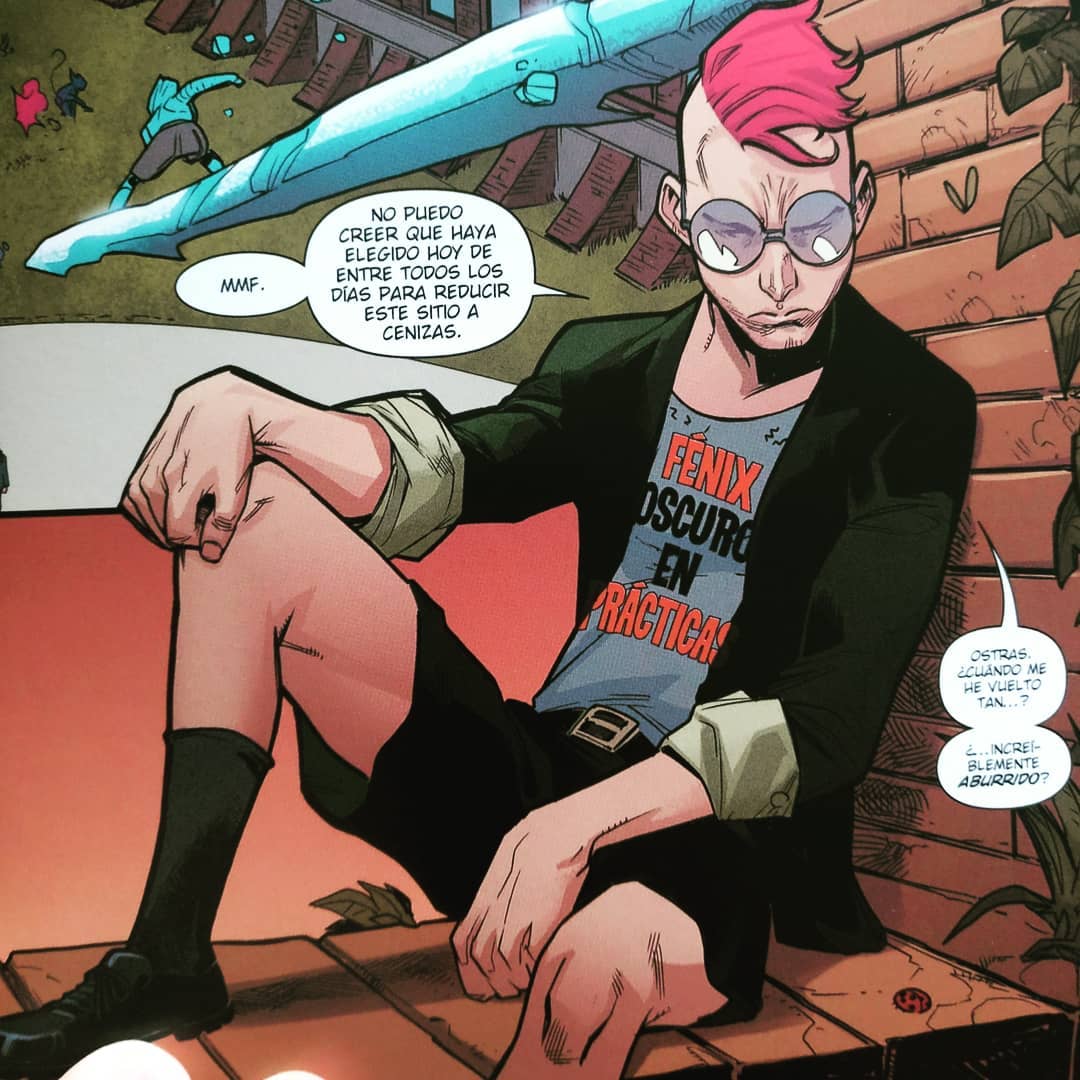 MMF.
NO PUEDO
CREER QUE HAYA
ELEGIDO HOY DE
ENTRE TODOS LOS
DÍAS PARA REDUCIR
ESTE SITIO A
CENIZAS.
FÉNIX
OSCURO
EN
PRÁCTICAS
OSTRAS.
¿CUÁNDO ME
HE VUELTO
TAN...?
¿...INCREÍ-
BLEMENTE
ABURRIDO?